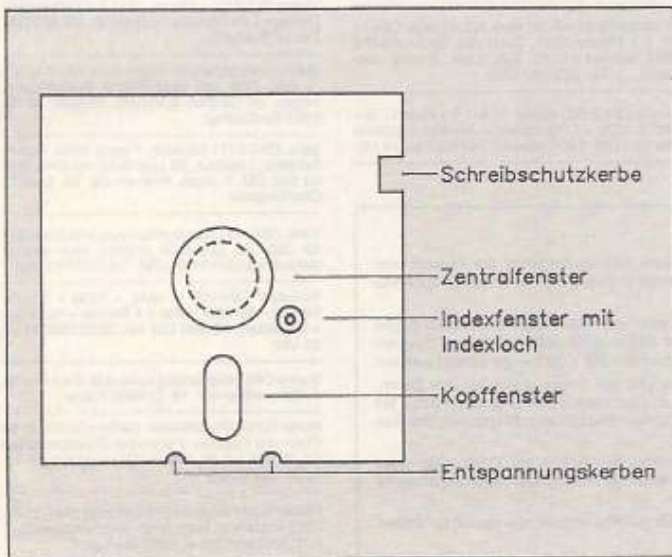 Schreibschutzkerbe
Zentralfenster
Indexfenster mit
Indexloch
Kopffenster
Entspannungskerben